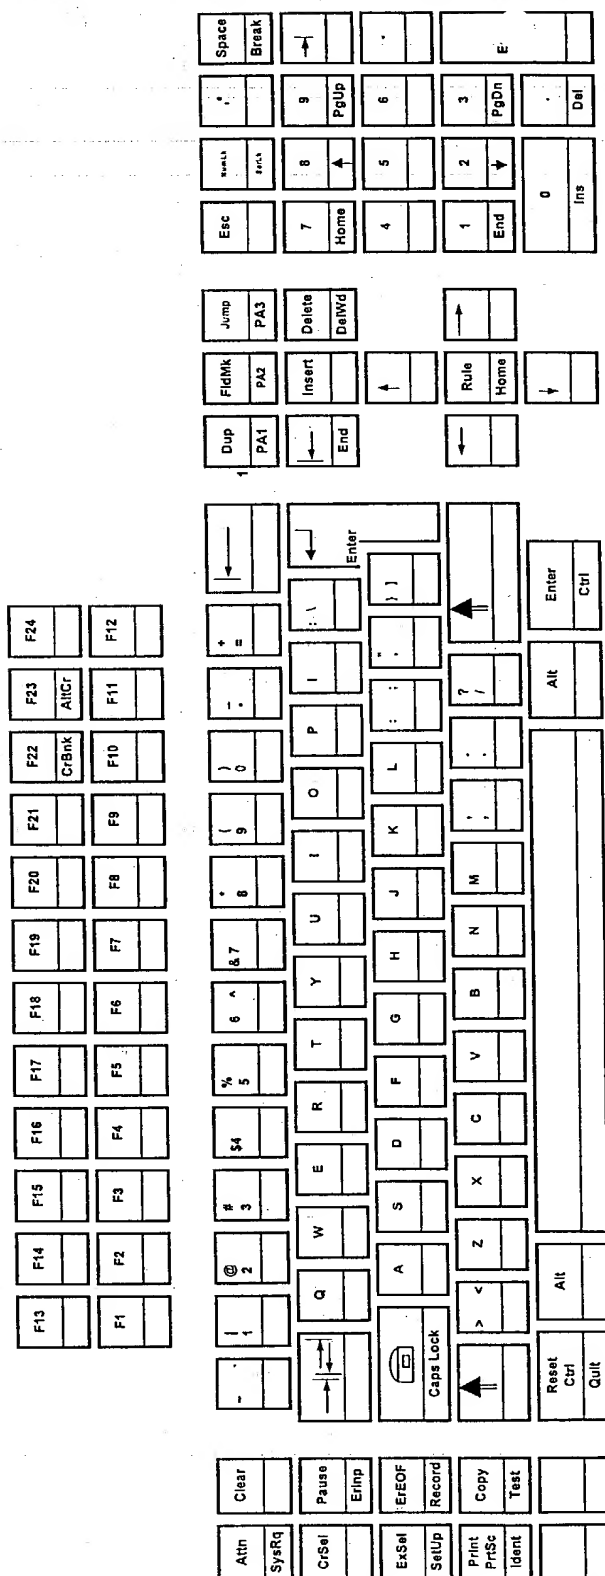 F13 F14 F15 F16 F17 F18 F19 F20 F21 F22 F23 F24
CrBnk AltCr
F1 F2 F3 F4 F5 F6 F7 F8 F9 F10 F11 F12
Attn Clear | @ # $4 % 6 ^ & 7 * ( ) - + Dup FldMk Jump Esc NumLk Space
1 2 3 5 8 9 0 =
SysRq PA1 PA2 PA3 ScrLk Break
1
CrSel Pause Q W E R T Y U I O P : \ Insert Delete 7 8 9
ErInp Enter End DelWd Home PgUp
ExSel ErEOF A S D F G H J K L : : " ' } ] 4 5 6
SetUp Record Caps Lock
Print Copy > < Z X C V B N M , , . . ? / Rule 1 2 3 E
PrtSc
Ident Test Home End PgDn
Reset Alt Alt Enter 0 .
Ctrl Ctrl Ins Del
Quit